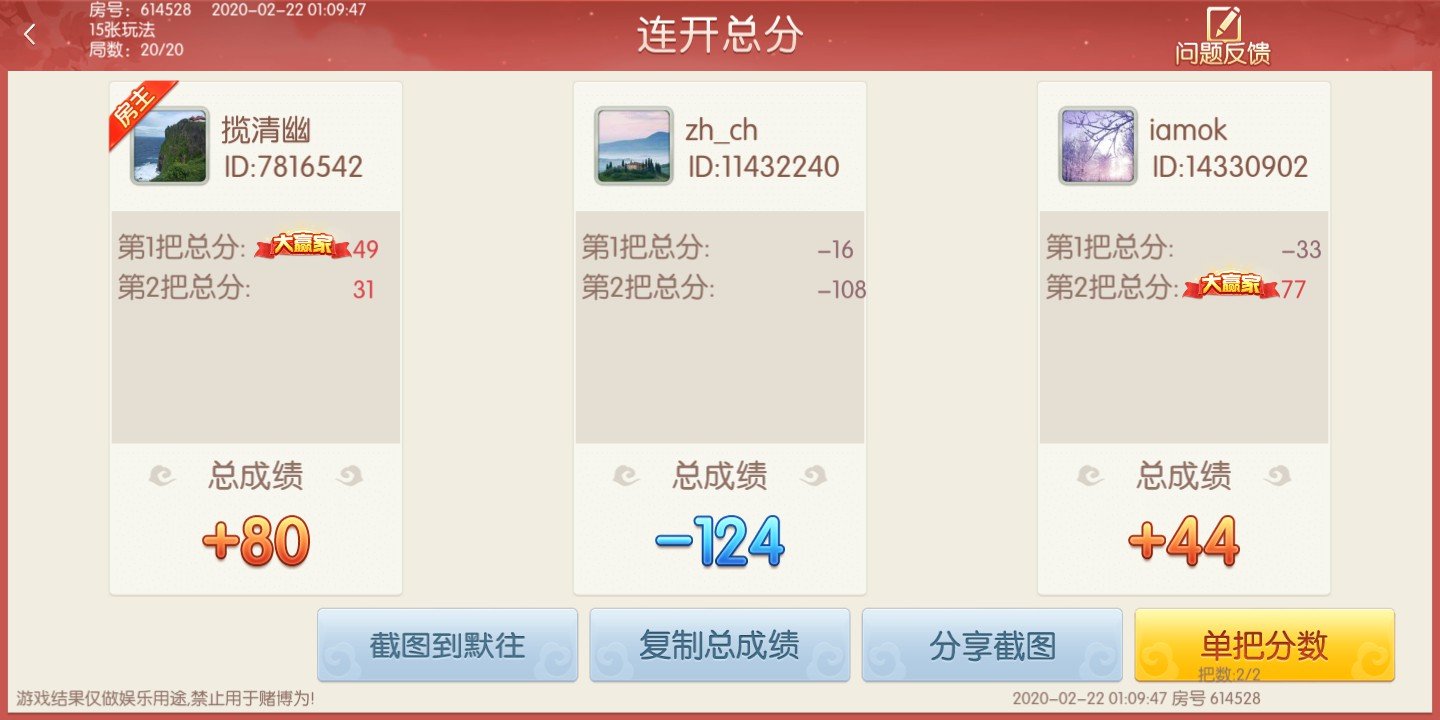 房号：614528 2020-02-22 01:09:47
15张玩法
局数：20/20
连开总分
问题反馈
房主
揽清幽
ID:7816542
第1把总分: 大赢家 49
第2把总分: 31
总成绩
+80
zh_ch
ID:11432240
第1把总分: -16
第2把总分: -108
总成绩
-124
iamok
ID:14330902
第1把总分: -33
第2把总分: 大赢家 77
总成绩
+44
截图到默往
复制总成绩
分享截图
单把分数
把数:2/2
游戏结果仅做娱乐用途,禁止用于赌博为!
2020-02-22 01:09:47 房号 614528